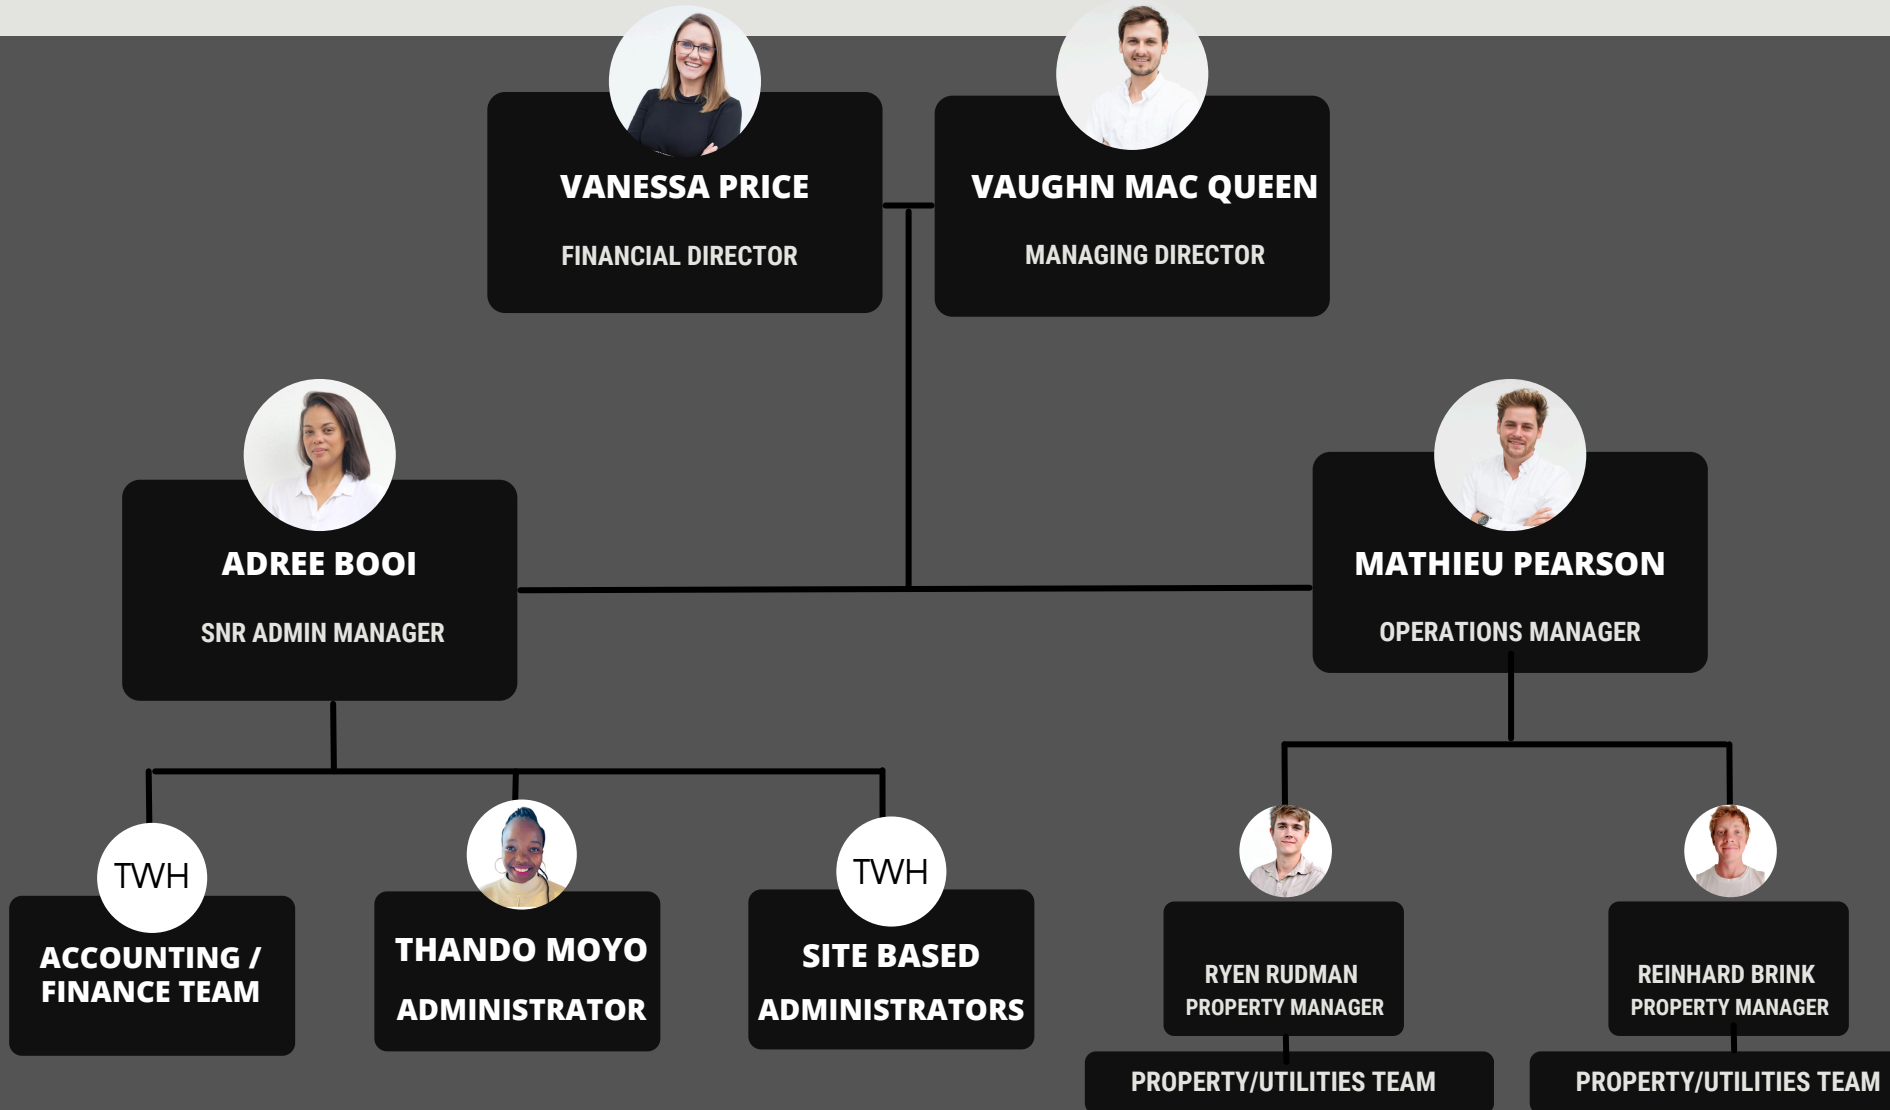 VANESSA PRICE
FINANCIAL DIRECTOR
VAUGHN MAC QUEEN
MANAGING DIRECTOR
ADREE BOOI
SNR ADMIN MANAGER
MATHIEU PEARSON
OPERATIONS MANAGER
TWH
ACCOUNTING /
FINANCE TEAM
THANDO MOYO
ADMINISTRATOR
TWH
SITE BASED
ADMINISTRATORS
RYEN RUDMAN
PROPERTY MANAGER
PROPERTY/UTILITIES TEAM
REINHARD BRINK
PROPERTY MANAGER
PROPERTY/UTILITIES TEAM